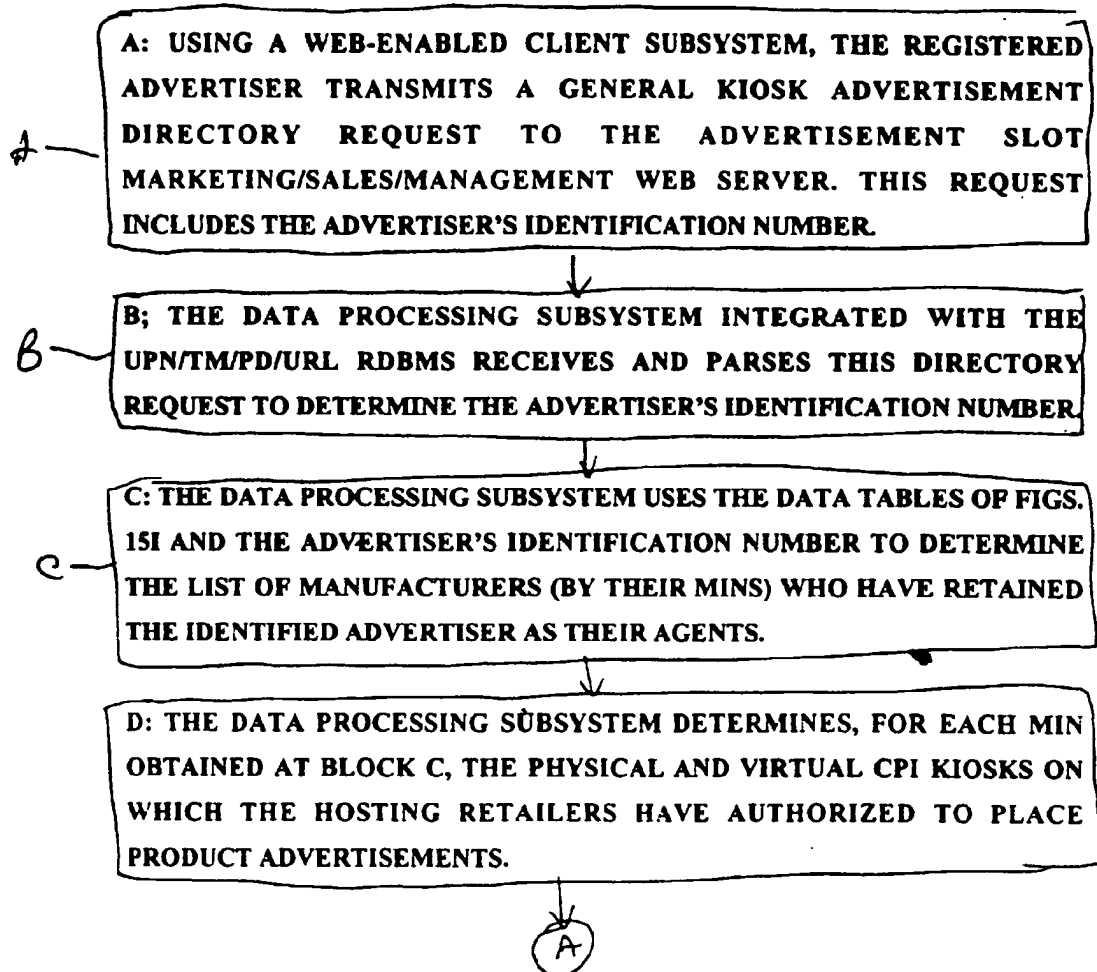 A: USING A WEB-ENABLED CLIENT SUBSYSTEM, THE REGISTERED
ADVERTISER TRANSMITS A GENERAL KIOSK ADVERTISEMENT
DIRECTORY REQUEST TO THE ADVERTISEMENT SLOT
MARKETING/SALES/MANAGEMENT WEB SERVER. THIS REQUEST
INCLUDES THE ADVERTISER'S IDENTIFICATION NUMBER.
A
B; THE DATA PROCESSING SUBSYSTEM INTEGRATED WITH THE
UPN/TM/PD/URL RDBMS RECEIVES AND PARSES THIS DIRECTORY
REQUEST TO DETERMINE THE ADVERTISER'S IDENTIFICATION NUMBER.
B
C: THE DATA PROCESSING SUBSYSTEM USES THE DATA TABLES OF FIGS.
15I AND THE ADVERTISER'S IDENTIFICATION NUMBER TO DETERMINE
THE LIST OF MANUFACTURERS (BY THEIR MINS) WHO HAVE RETAINED
THE IDENTIFIED ADVERTISER AS THEIR AGENTS.
C
D: THE DATA PROCESSING SUBSYSTEM DETERMINES, FOR EACH MIN
OBTAINED AT BLOCK C, THE PHYSICAL AND VIRTUAL CPI KIOSKS ON
WHICH THE HOSTING RETAILERS HAVE AUTHORIZED TO PLACE
PRODUCT ADVERTISEMENTS.
A